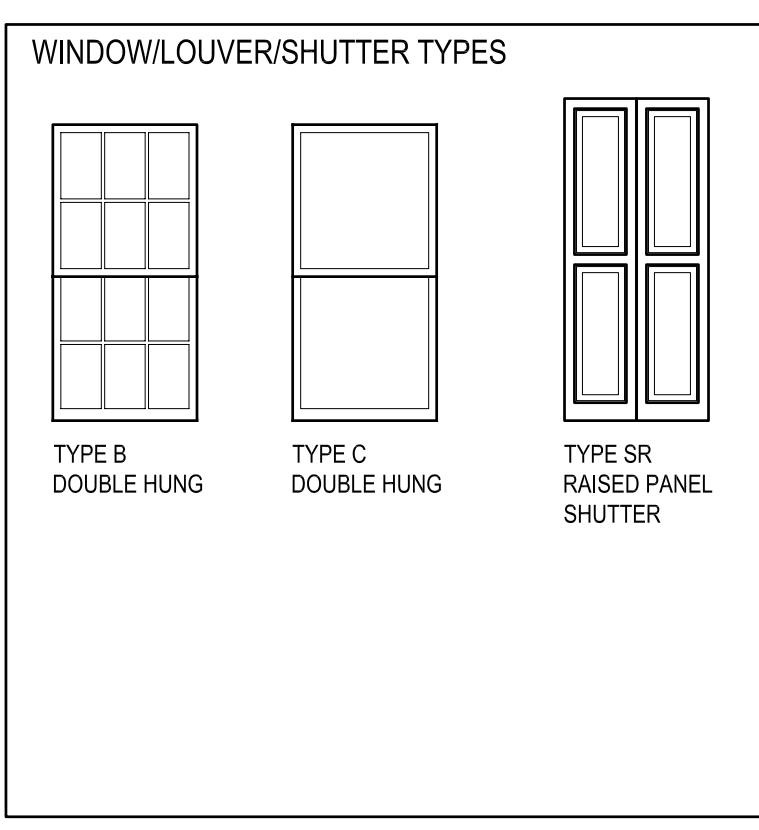 WINDOW/LOUVER/SHUTTER TYPES
TYPE B
DOUBLE HUNG
TYPE C
DOUBLE HUNG
TYPE SR
RAISED PANEL
SHUTTER